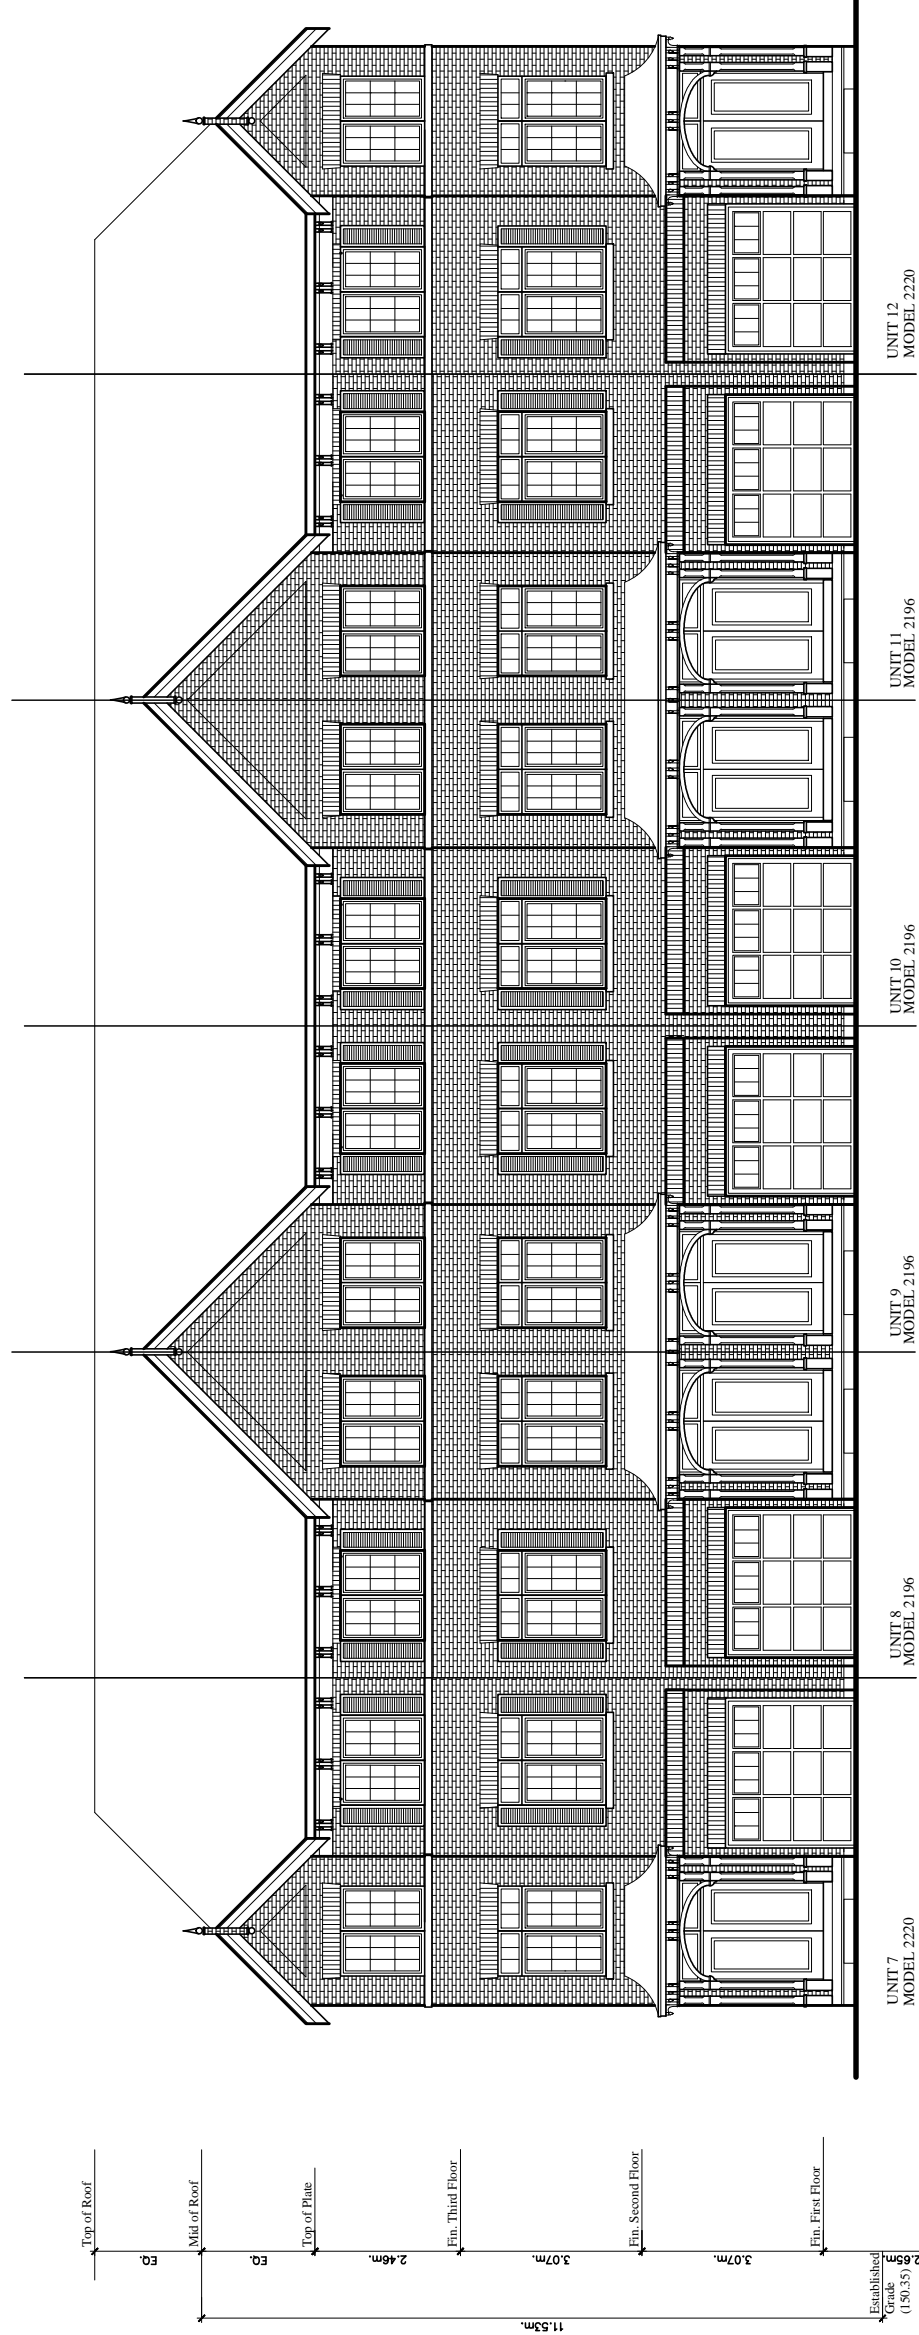 Top of Roof
EQ.
Mid of Roof
EQ.
Top of Plate
2.46m.
Fin. Third Floor
3.07m.
Fin. Second Floor
3.07m.
Fin. First Floor
2.65m.
Established
Grade
(150.35)
11.53m.
UNIT 7
MODEL 2220
UNIT 8
MODEL 2196
UNIT 9
MODEL 2196
UNIT 10
MODEL 2196
UNIT 11
MODEL 2196
UNIT 12
MODEL 2220